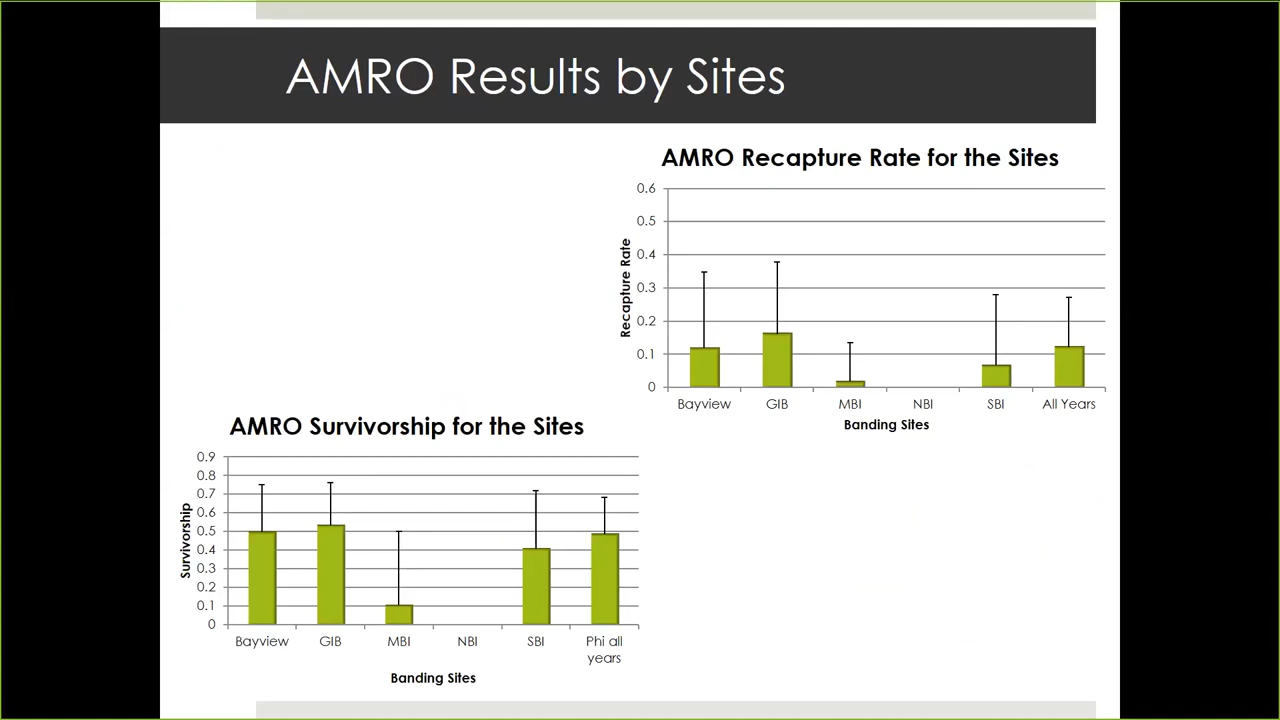 AMRO Results by Sites
AMRO Recapture Rate for the Sites
0.6
0.5
0.4
0.3
0.2
0.1
0
Recapture Rate
Bayview GIB MBI NBI SBI All Years
Banding Sites
AMRO Survivorship for the Sites
0.9
0.8
0.7
0.6
0.5
0.4
0.3
0.2
0.1
0
Survivorship
Bayview GIB MBI NBI SBI Phi all
years
Banding Sites